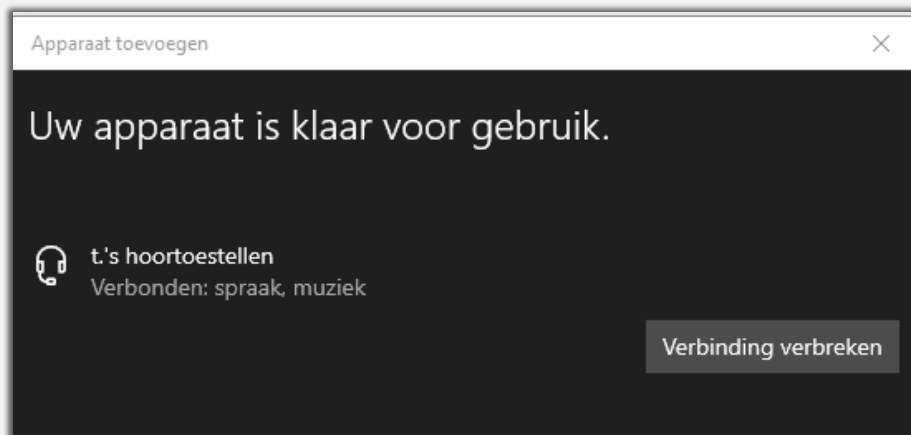 Apparaat toevoegen
Uw apparaat is klaar voor gebruik.
t.'s hoortoestellen
Verbonden: spraak, muziek
Verbinding verbreken